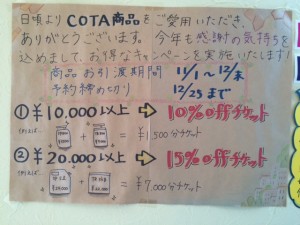 日頃より COTA商品をご愛用いただき、
ありがとうございます。 今年も感謝の気持ちを
込めまして、お得なキャンペーンを実施いたします!
商品 お引渡期間 11/1〜12/末
予約締め切り 12/25まで
①¥10,000以上 ⇨ 10%offチケット
= ¥1,500分チケット
②¥20,000以上 ⇨ 15%offチケット
= ¥7,000分チケット